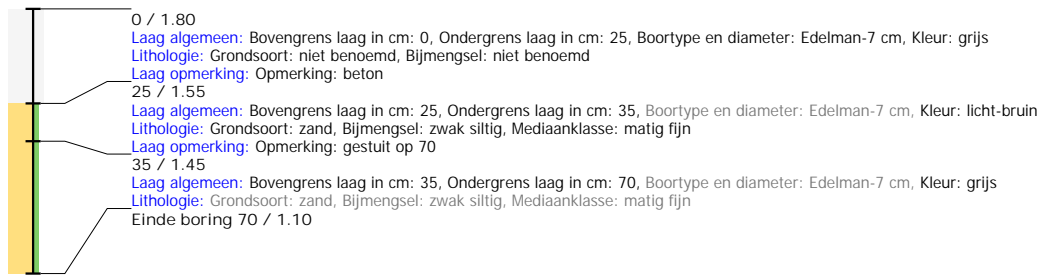 0 / 1.80
Laag algemeen: Bovengrens laag in cm: 0, Ondergrens laag in cm: 25, Boortype en diameter: Edelman-7 cm, Kleur: grijs
Lithologie: Grondsoort: niet benoemd, Bijmengsel: niet benoemd
Laag opmerking: Opmerking: beton
25 / 1.55
Laag algemeen: Bovengrens laag in cm: 25, Ondergrens laag in cm: 35, Boortype en diameter: Edelman-7 cm, Kleur: licht-bruin
Lithologie: Grondsoort: zand, Bijmengsel: zwak siltig, Mediaanklasse: matig fijn
Laag opmerking: Opmerking: gestuit op 70
35 / 1.45
Laag algemeen: Bovengrens laag in cm: 35, Ondergrens laag in cm: 70, Boortype en diameter: Edelman-7 cm, Kleur: grijs
Lithologie: Grondsoort: zand, Bijmengsel: zwak siltig, Mediaanklasse: matig fijn
Einde boring 70 / 1.10